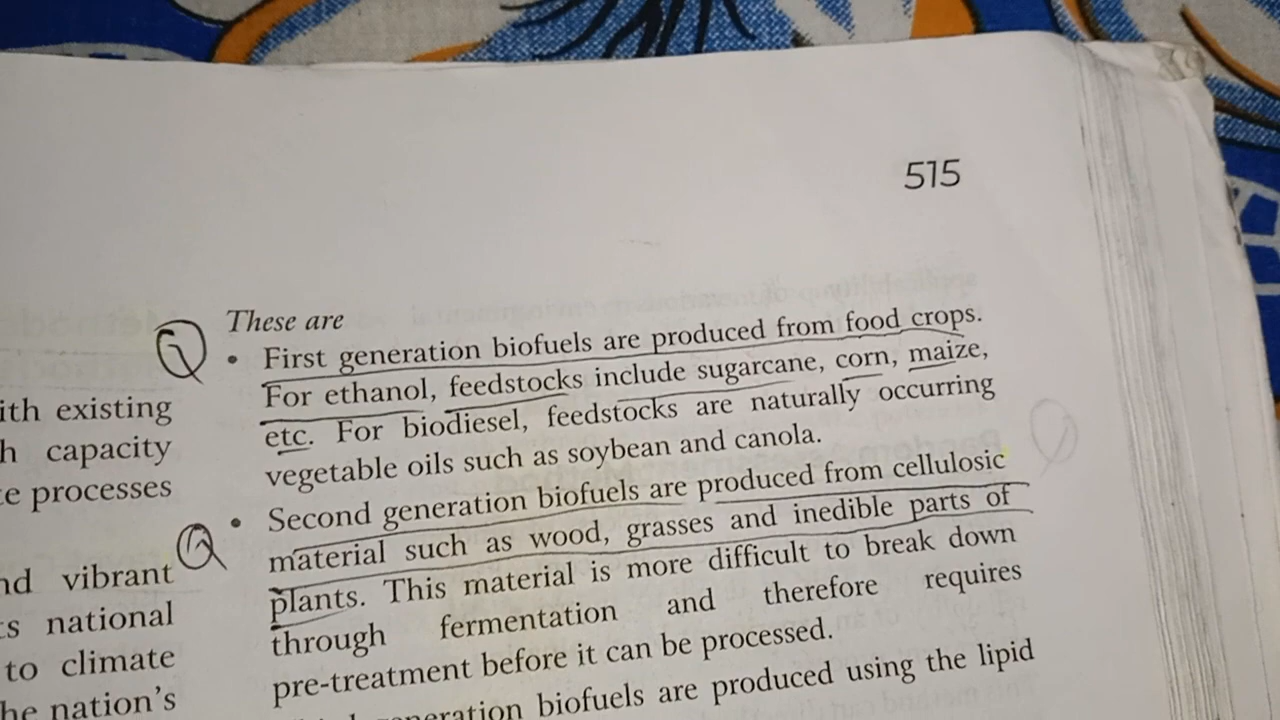 515
ith existing
h capacity
e processes
nd vibrant
s national
to climate
he nation's
These are
• First generation biofuels are produced from food crops.
For ethanol, feedstocks include sugarcane, corn, maize,
etc. For biodiesel, feedstocks are naturally occurring
vegetable oils such as soybean and canola.
• Second generation biofuels are produced from cellulosic
material such as wood, grasses and inedible parts of
plants. This material is more difficult to break down
through fermentation and therefore requires
pre-treatment before it can be processed.
generation biofuels are produced using the lipid